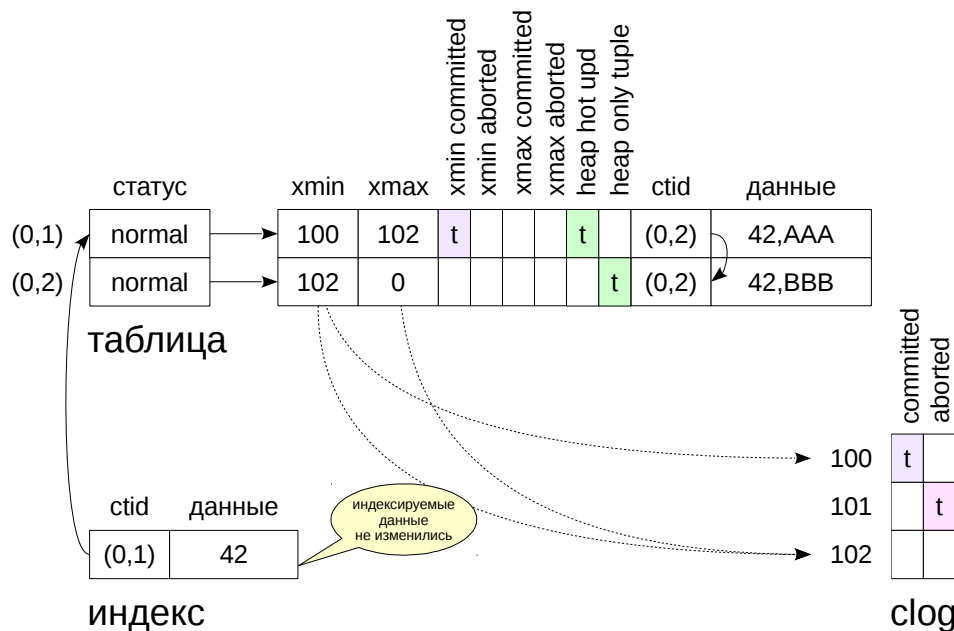 xmin committed
xmin aborted
xmax committed
xmax aborted
heap hot upd
heap only tuple
статус xmin xmax ctid данные
(0,1) normal 100 102 t t (0,2) 42,AAA
(0,2) normal 102 0 t (0,2) 42,BBB
таблица
committed
aborted
100 t
101 t
102
clog
индексируемые
данные
не изменились
ctid данные
(0,1) 42
индекс